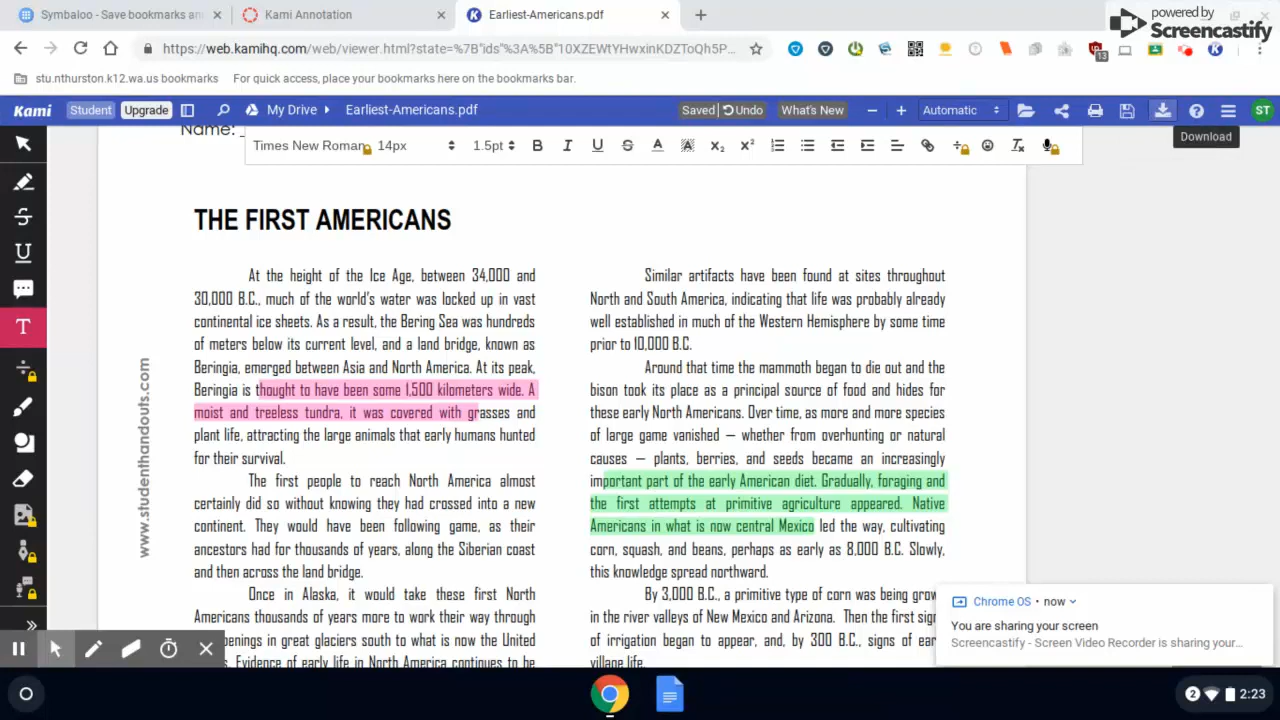 Symbaloo - Save bookmarks an
Kami Annotation
Earliest-Americans.pdf
powered by
Screencastify
https://web.kamihq.com/web/viewer.html?state=%7B"ids"%3A%5B"10XZEWtYHwxinKDZToQh5P...
13
stu.nthurston.k12.wa.us bookmarks
For quick access, place your bookmarks here on the bookmarks bar.
Kami
Student
Upgrade
My Drive
Earliest-Americans.pdf
Saved
Undo
What's New
Automatic
ST
Download
Name: _
Times New Roman
14px
1.5pt
THE FIRST AMERICANS
At the height of the Ice Age, between 34,000 and
30,000 B.C., much of the world's water was locked up in vast
continental ice sheets. As a result, the Bering Sea was hundreds
of meters below its current level, and a land bridge, known as
Beringia, emerged between Asia and North America. At its peak,
Beringia is thought to have been some 1,500 kilometers wide. A
moist and treeless tundra, it was covered with grasses and
plant life, attracting the large animals that early humans hunted
for their survival.
The first people to reach North America almost
certainly did so without knowing they had crossed into a new
continent. They would have been following game, as their
ancestors had for thousands of years, along the Siberian coast
and then across the land bridge.
Once in Alaska, it would take these first North
Americans thousands of years more to work their way through
penings in great glaciers south to what is now the United
Evidence of early life in North America continues to be
www.studenthandouts.com
Similar artifacts have been found at sites throughout
North and South America, indicating that life was probably already
well established in much of the Western Hemisphere by some time
prior to 10,000 B.C.
Around that time the mammoth began to die out and the
bison took its place as a principal source of food and hides for
these early North Americans. Over time, as more and more species
of large game vanished — whether from overhunting or natural
causes — plants, berries, and seeds became an increasingly
important part of the early American diet. Gradually, foraging and
the first attempts at primitive agriculture appeared. Native
Americans in what is now central Mexico led the way, cultivating
corn, squash, and beans, perhaps as early as 8,000 B.C. Slowly,
this knowledge spread northward.
By 3,000 B.C., a primitive type of corn was being grow
in the river valleys of New Mexico and Arizona. Then the first sig
of irrigation began to appear, and, by 300 B.C., signs of ear
village life.
Chrome OS • now
You are sharing your screen
Screencastify - Screen Video Recorder is sharing your...
2
2:23